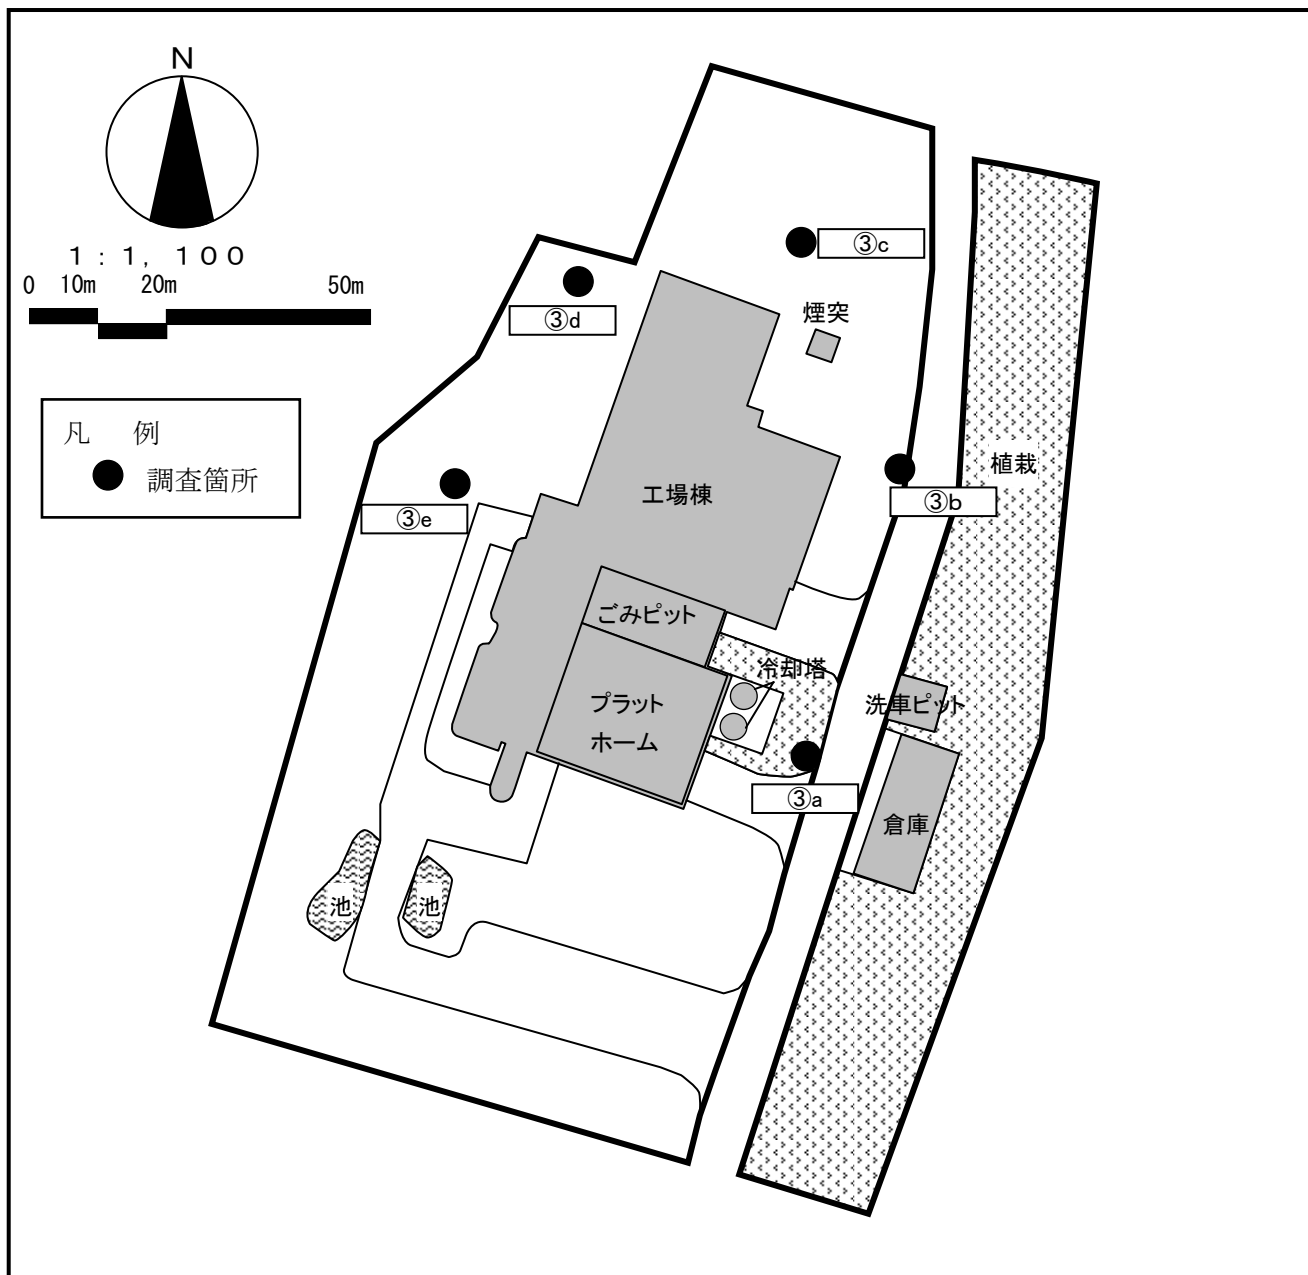 N
1:1,100
0 10m 20m 50m
凡 例
調査箇所
③c
煙突
③d
植栽
工場棟
③b
③e
ごみピット
冷却塔
プラット
ホーム
洗車ピット
③a
倉庫
池
池